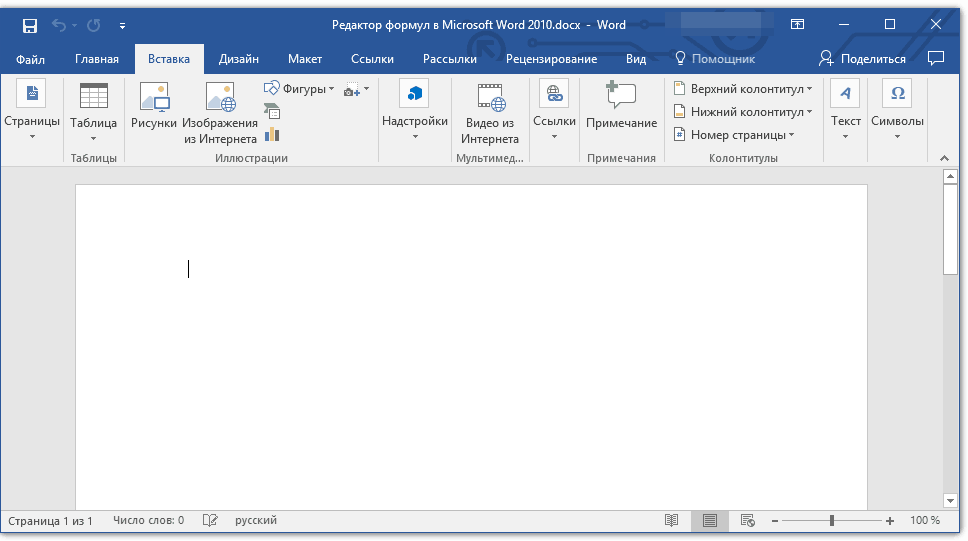 Редактор формул в Microsoft Word 2010.docx - Word
Файл Главная Вставка Дизайн Макет Ссылки Рассылки Рецензирование Вид Помощник Поделиться
Страницы
Таблица
Таблицы
Рисунки
Изображения
из Интернета
Фигуры
Иллюстрации
Надстройки
Видео из
Интернета
Мультимед...
Ссылки
Примечание
Примечания
Верхний колонтитул
Нижний колонтитул
Номер страницы
Колонтитулы
Текст
Символы
Страница 1 из 1 Число слов: 0 русский 100 %